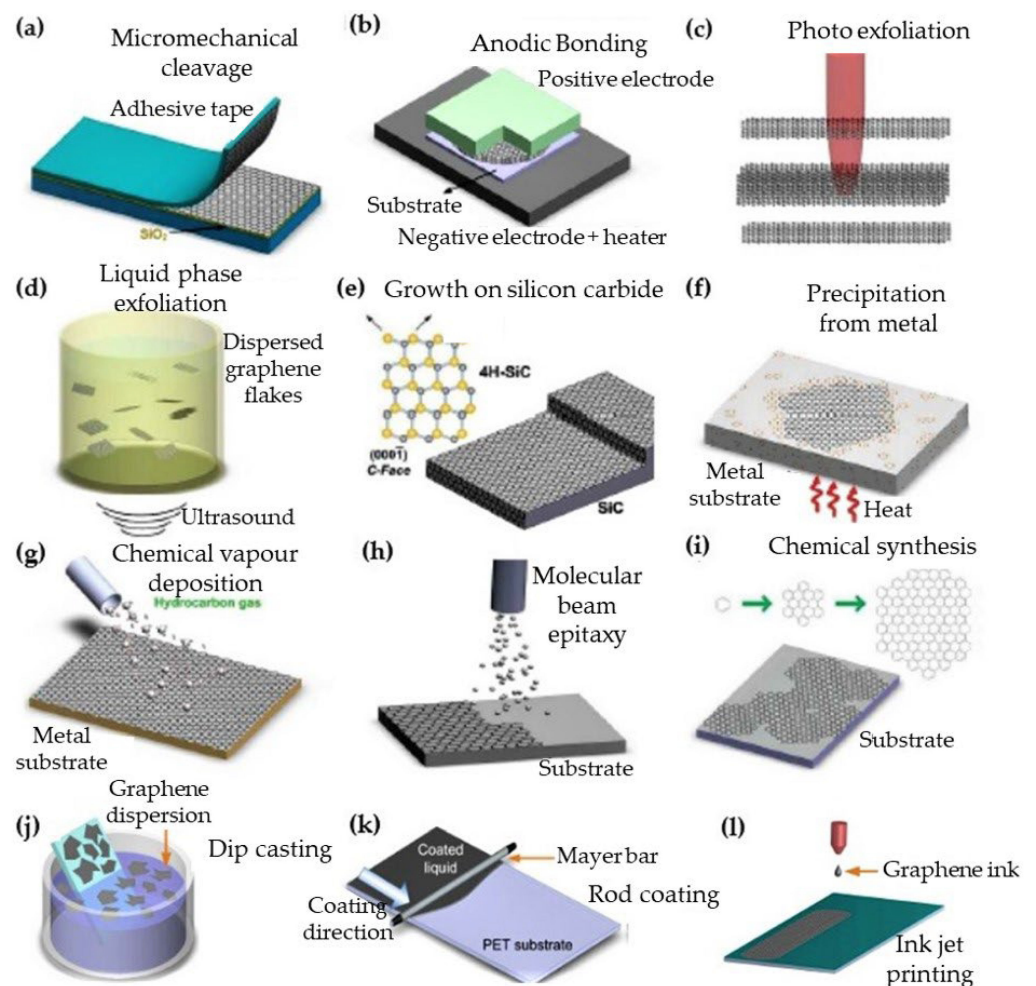 (a)
Micromechanical
cleavage
Adhesive tape
SiO₂
(b)
Anodic Bonding
Positive electrode
Substrate
Negative electrode + heater
(c)
Photo exfoliation
(d)
Liquid phase
exfoliation
Dispersed
graphene
flakes
Ultrasound
(e)
Growth on silicon carbide
4H-SiC
(0001̅)
C-Face
SiC
(f)
Precipitation
from metal
Metal
substrate
Heat
(g)
Chemical vapour
deposition
Hydrocarbon gas
Metal
substrate
(h)
Molecular
beam
epitaxy
Substrate
(i)
Chemical synthesis
Substrate
(j)
Graphene
dispersion
Dip casting
(k)
Coated
liquid
Mayer bar
Rod coating
Coating
direction
PET substrate
(l)
Graphene ink
Ink jet
printing